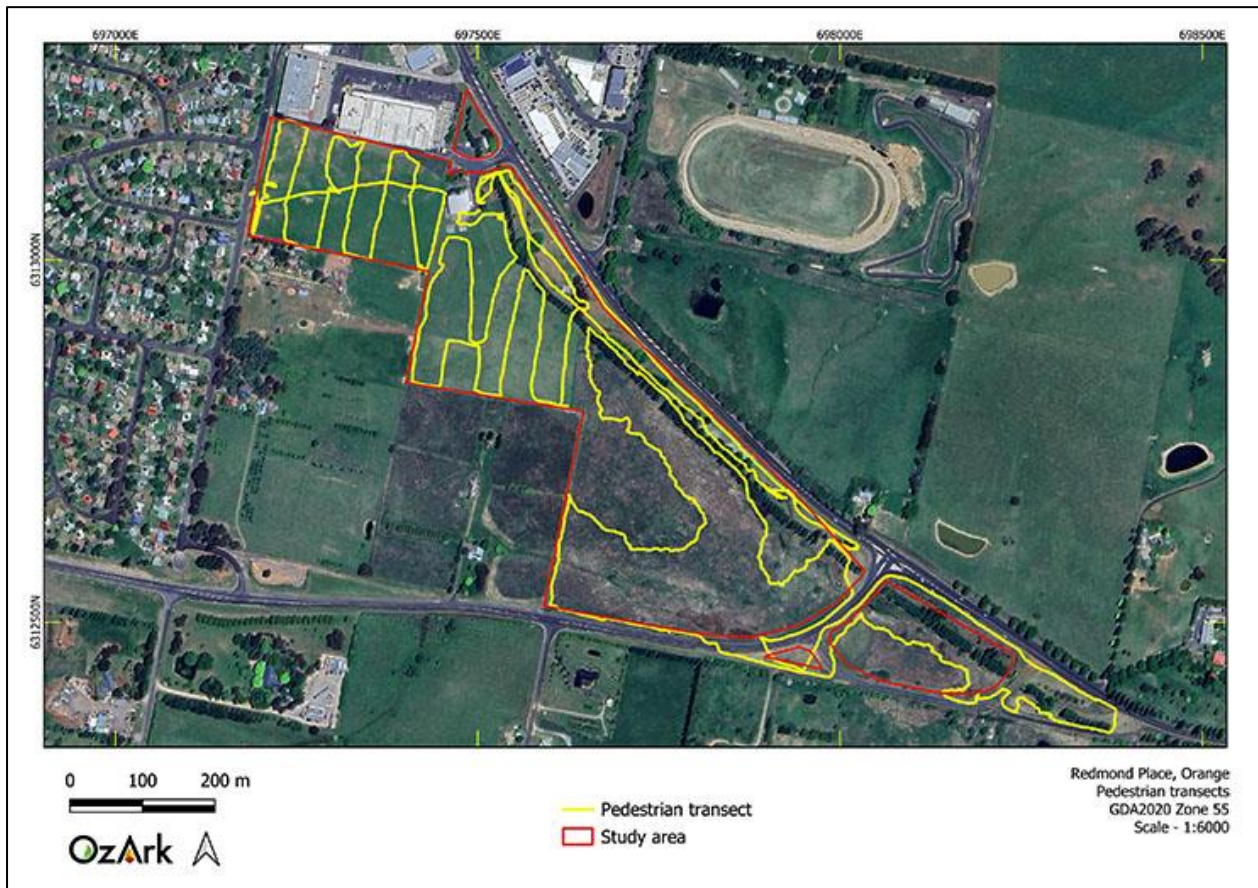 697000E 697500E 698000E 698500E
6313000N
6312500N
0 100 200 m
OzArk
Pedestrian transect
Study area
Redmond Place, Orange
Pedestrian transects
GDA2020 Zone 55
Scale - 1:6000